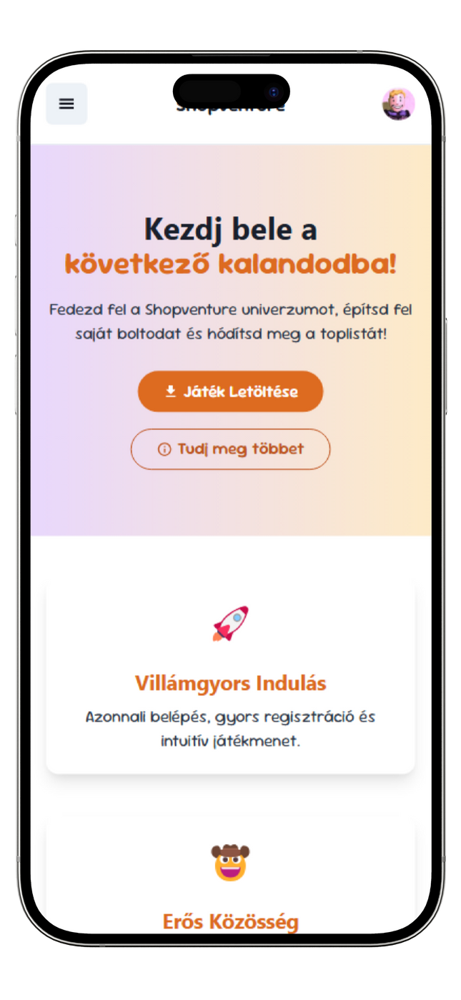 Shopventure
Kezdj bele a
következő kalandodba!
Fedezd fel a Shopventure univerzumot, építsd fel
saját boltodat és hódítsd meg a toplistát!
Játék Letöltése
Tudj meg többet
Villámgyors Indulás
Azonnali belépés, gyors regisztráció és
intuitív játékmenet.
Erős Közösség